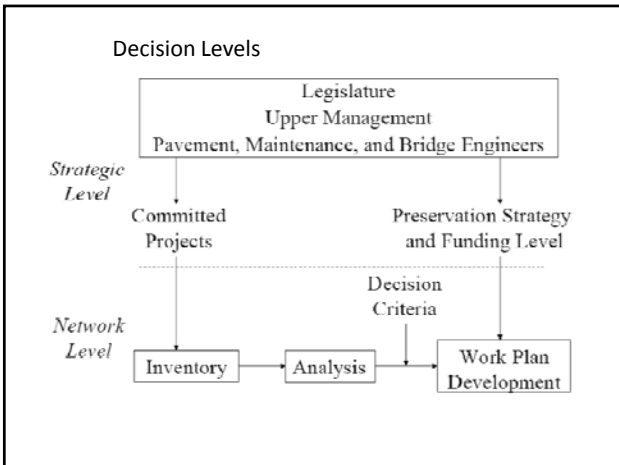 Decision Levels
Legislature
Upper Management
Pavement, Maintenance, and Bridge Engineers
Strategic
Level
Committed
Projects
Preservation Strategy
and Funding Level
Decision
Criteria
Network
Level
Inventory
Analysis
Work Plan
Development